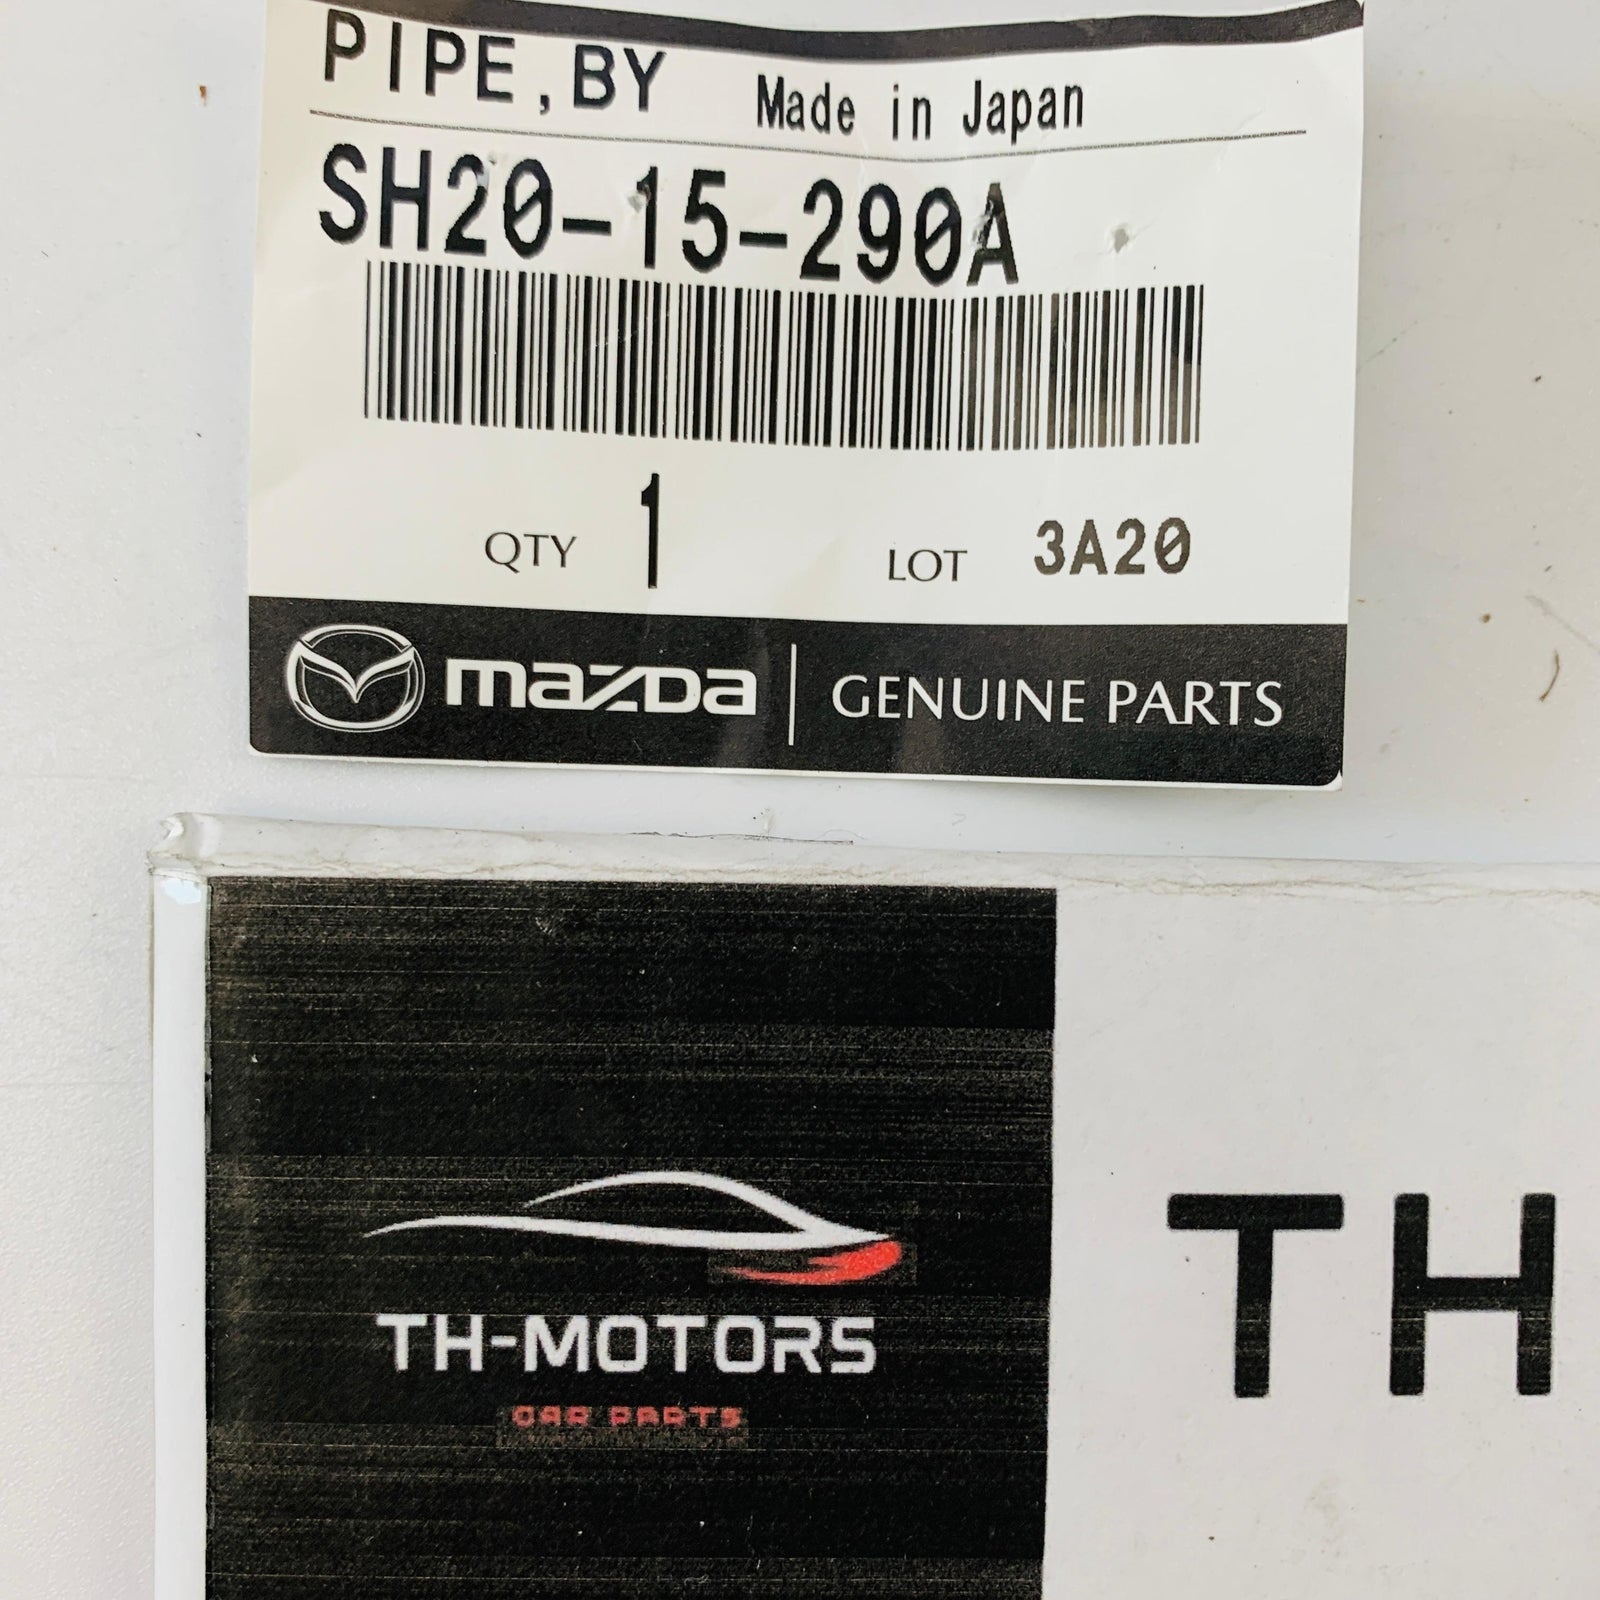 PIPE,BY Made in Japan
SH20-15-290A
QTY 1 LOT 3A20
mazda GENUINE PARTS
TH-MOTORS
CAR PARTS
TH